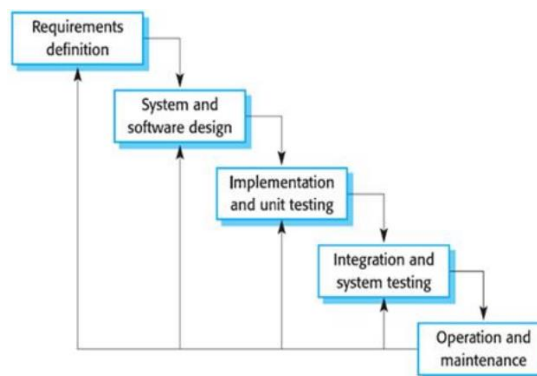 Requirements
definition
System and
software design
Implementation
and unit testing
Integration and
system testing
Operation and
maintenance